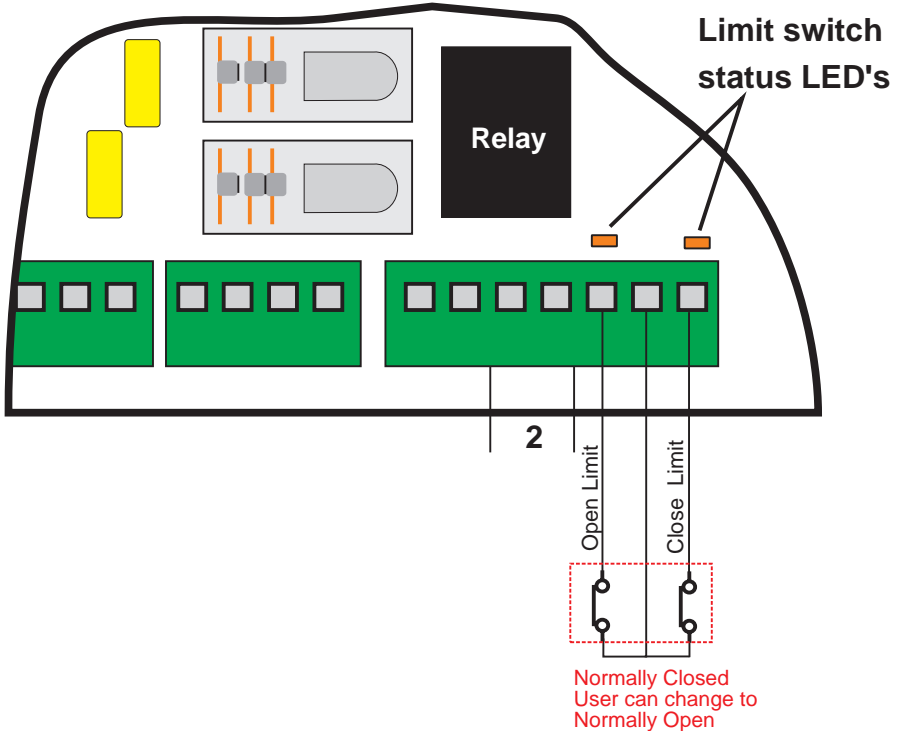 Limit switch
status LED's
Relay
2
Open Limit
Close Limit
Normally Closed
User can change to
Normally Open